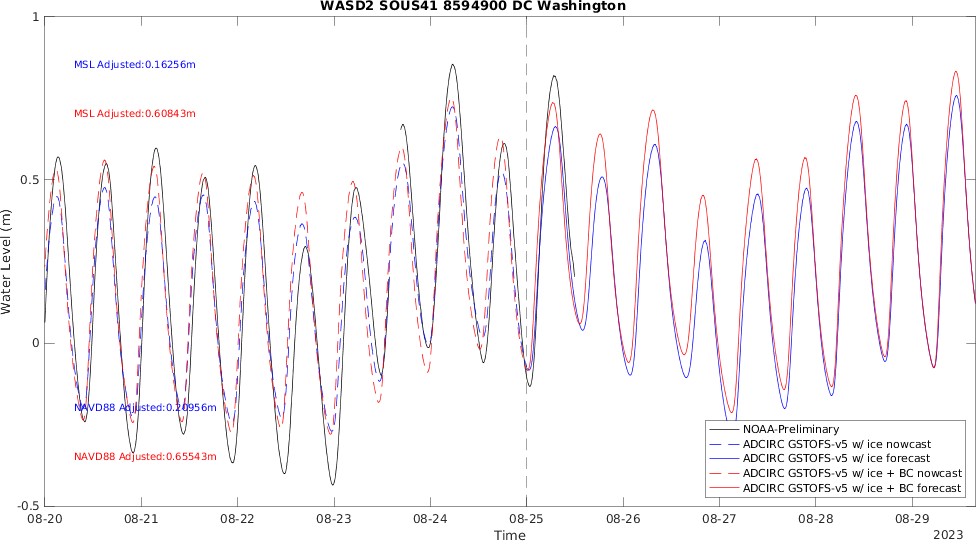 WASD2 SOUS41 8594900 DC Washington
1
MSL Adjusted:0.16256m
MSL Adjusted:0.60843m
0.5
Water Level (m)
0
NAVD88 Adjusted:0.20956m
NAVD88 Adjusted:0.65543m
-0.5
NOAA-Preliminary
ADCIRC GSTOFS-v5 w/ ice nowcast
ADCIRC GSTOFS-v5 w/ ice forecast
ADCIRC GSTOFS-v5 w/ ice + BC nowcast
ADCIRC GSTOFS-v5 w/ ice + BC forecast
08-20 08-21 08-22 08-23 08-24 08-25 08-26 08-27 08-28 08-29
Time
2023